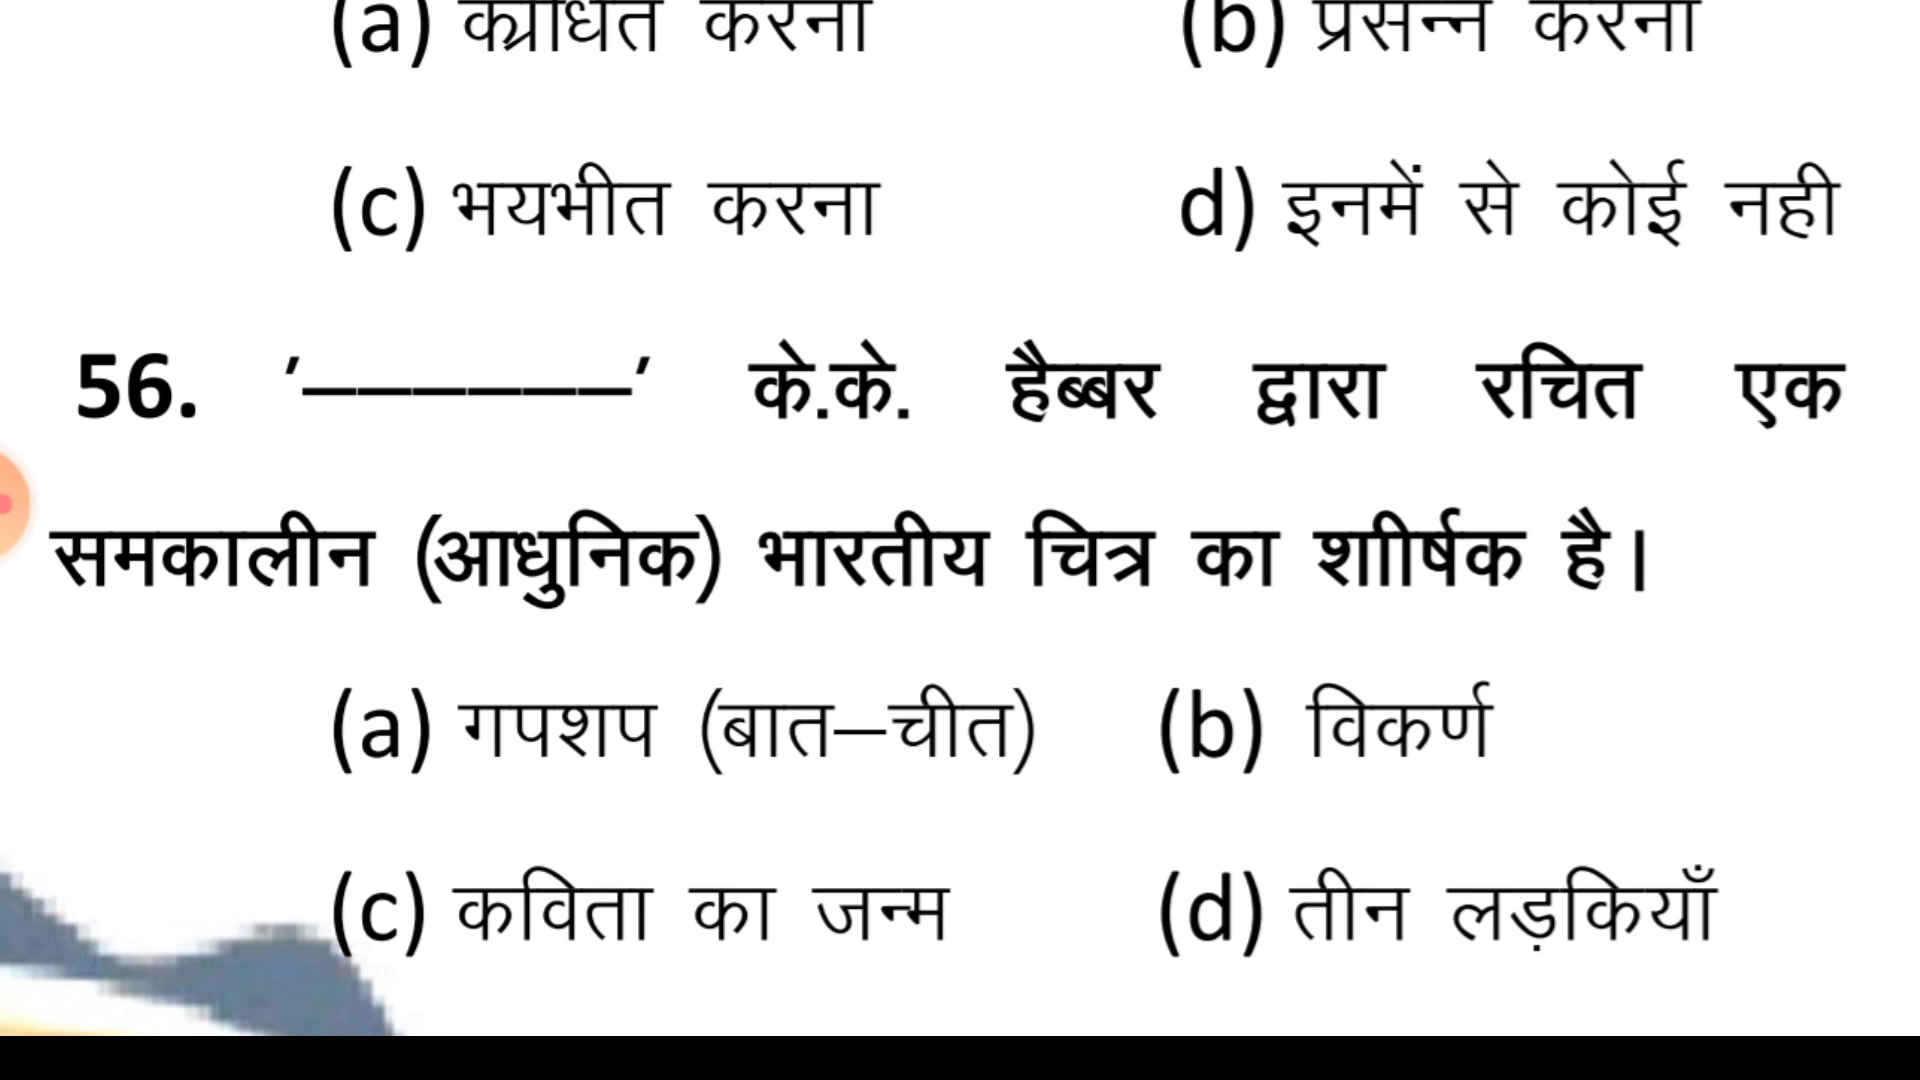 (a) क्रोधित करना (b) प्रसन्न करना
(c) भयभीत करना d) इनमें से कोई नही
56. '——————' के.के. हैब्बर द्वारा रचित एक
समकालीन (आधुनिक) भारतीय चित्र का शाीर्षक है।
(a) गपशप (बात–चीत) (b) विकर्ण
(c) कविता का जन्म (d) तीन लड़कियाँ